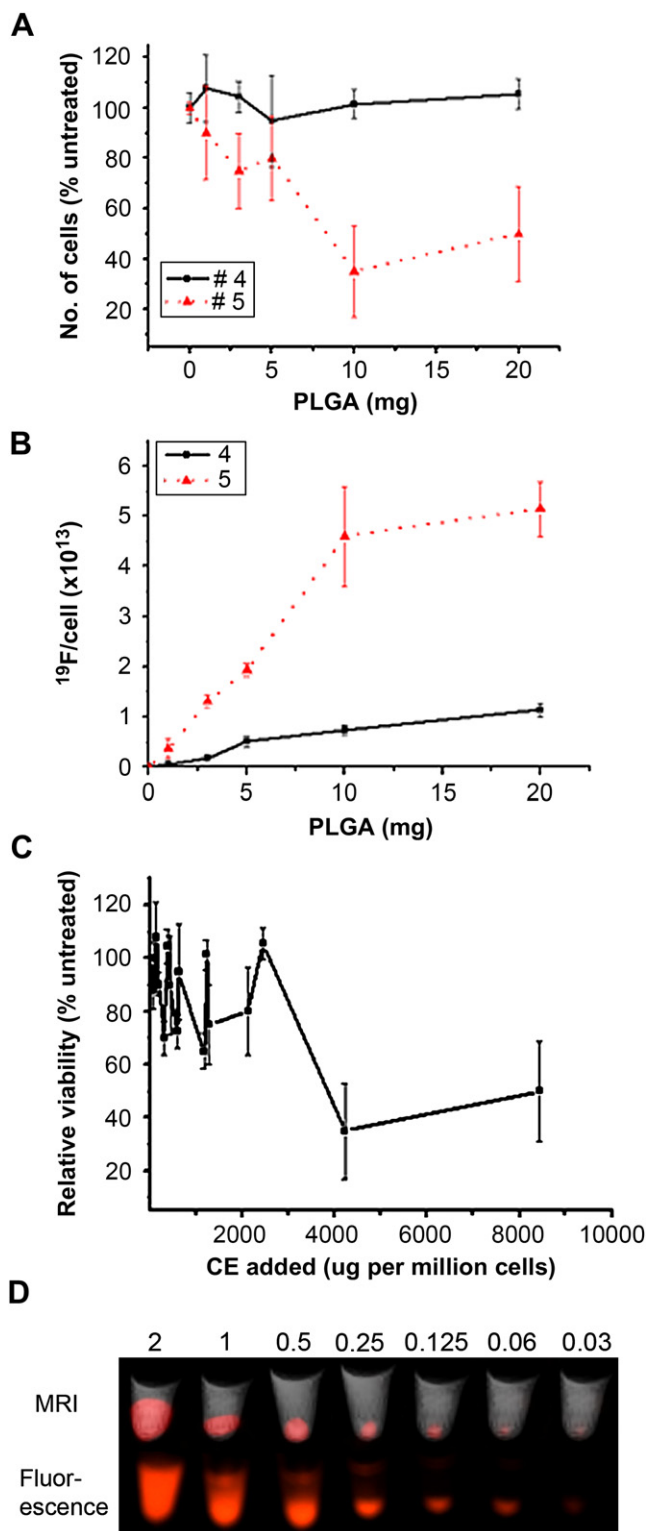 A
No. of cells (% untreated)
120
100
80
60
40
20
# 4
# 5
0 5 10 15 20
PLGA (mg)
B
¹⁹F/cell (x10¹³)
4
5
6
5
4
3
2
1
0
0 5 10 15 20
PLGA (mg)
C
Relative viability (% untreated)
120
100
80
60
40
20
2000 4000 6000 8000 10000
CE added (ug per million cells)
D
2 1 0.5 0.25 0.125 0.06 0.03
MRI
Fluor-
escence